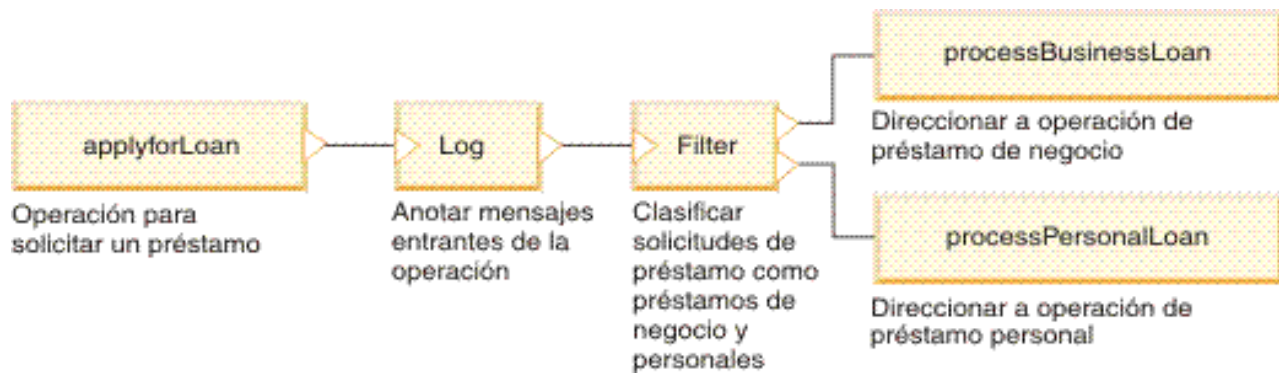 applyforLoan
Operación para
solicitar un préstamo
Log
Anotar mensajes
entrantes de la
operación
Filter
Clasificar
solicitudes de
préstamo como
préstamos de
negocio y
personales
processBusinessLoan
Direccionar a operación de
préstamo de negocio
processPersonalLoan
Direccionar a operación de
préstamo personal